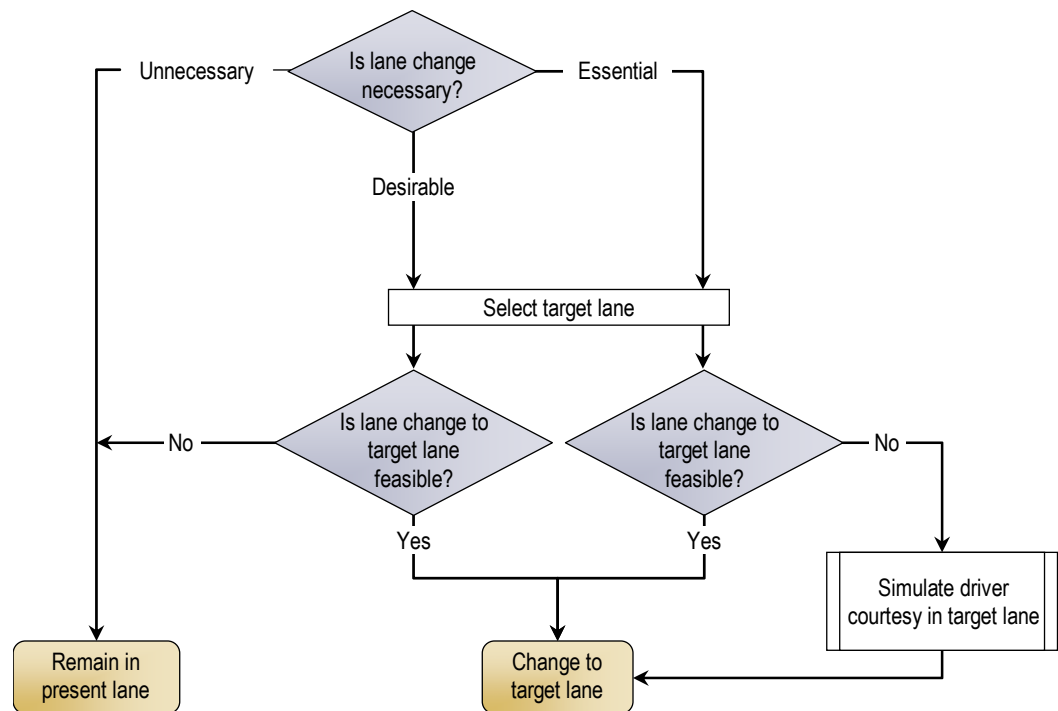 Is lane change
necessary?
Unnecessary
Essential
Desirable
Select target lane
Is lane change to
target lane
feasible?
Is lane change to
target lane
feasible?
No
No
Yes
Yes
Simulate driver
courtesy in target lane
Remain in
present lane
Change to
target lane